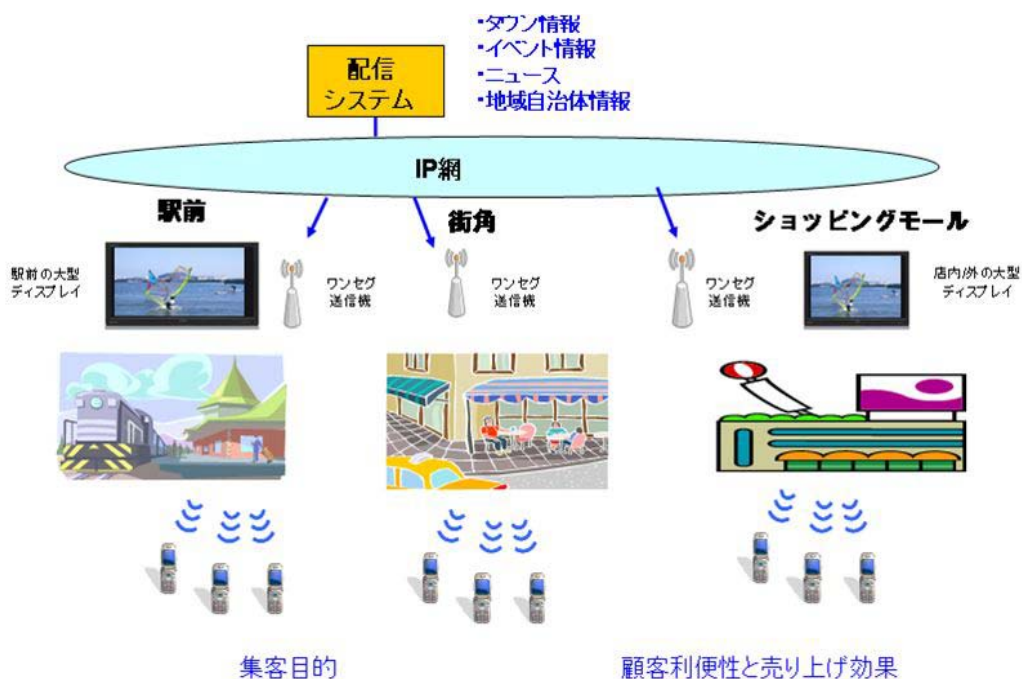 ・タウン情報
・イベント情報
・ニュース
・地域自治体情報
配信
システム
IP網
駅前
街角
ショッピングモール
駅前の大型
ディスプレイ
ワンセグ
送信機
ワンセグ
送信機
ワンセグ
送信機
店内/外の大型
ディスプレイ
集客目的
顧客利便性と売り上げ効果